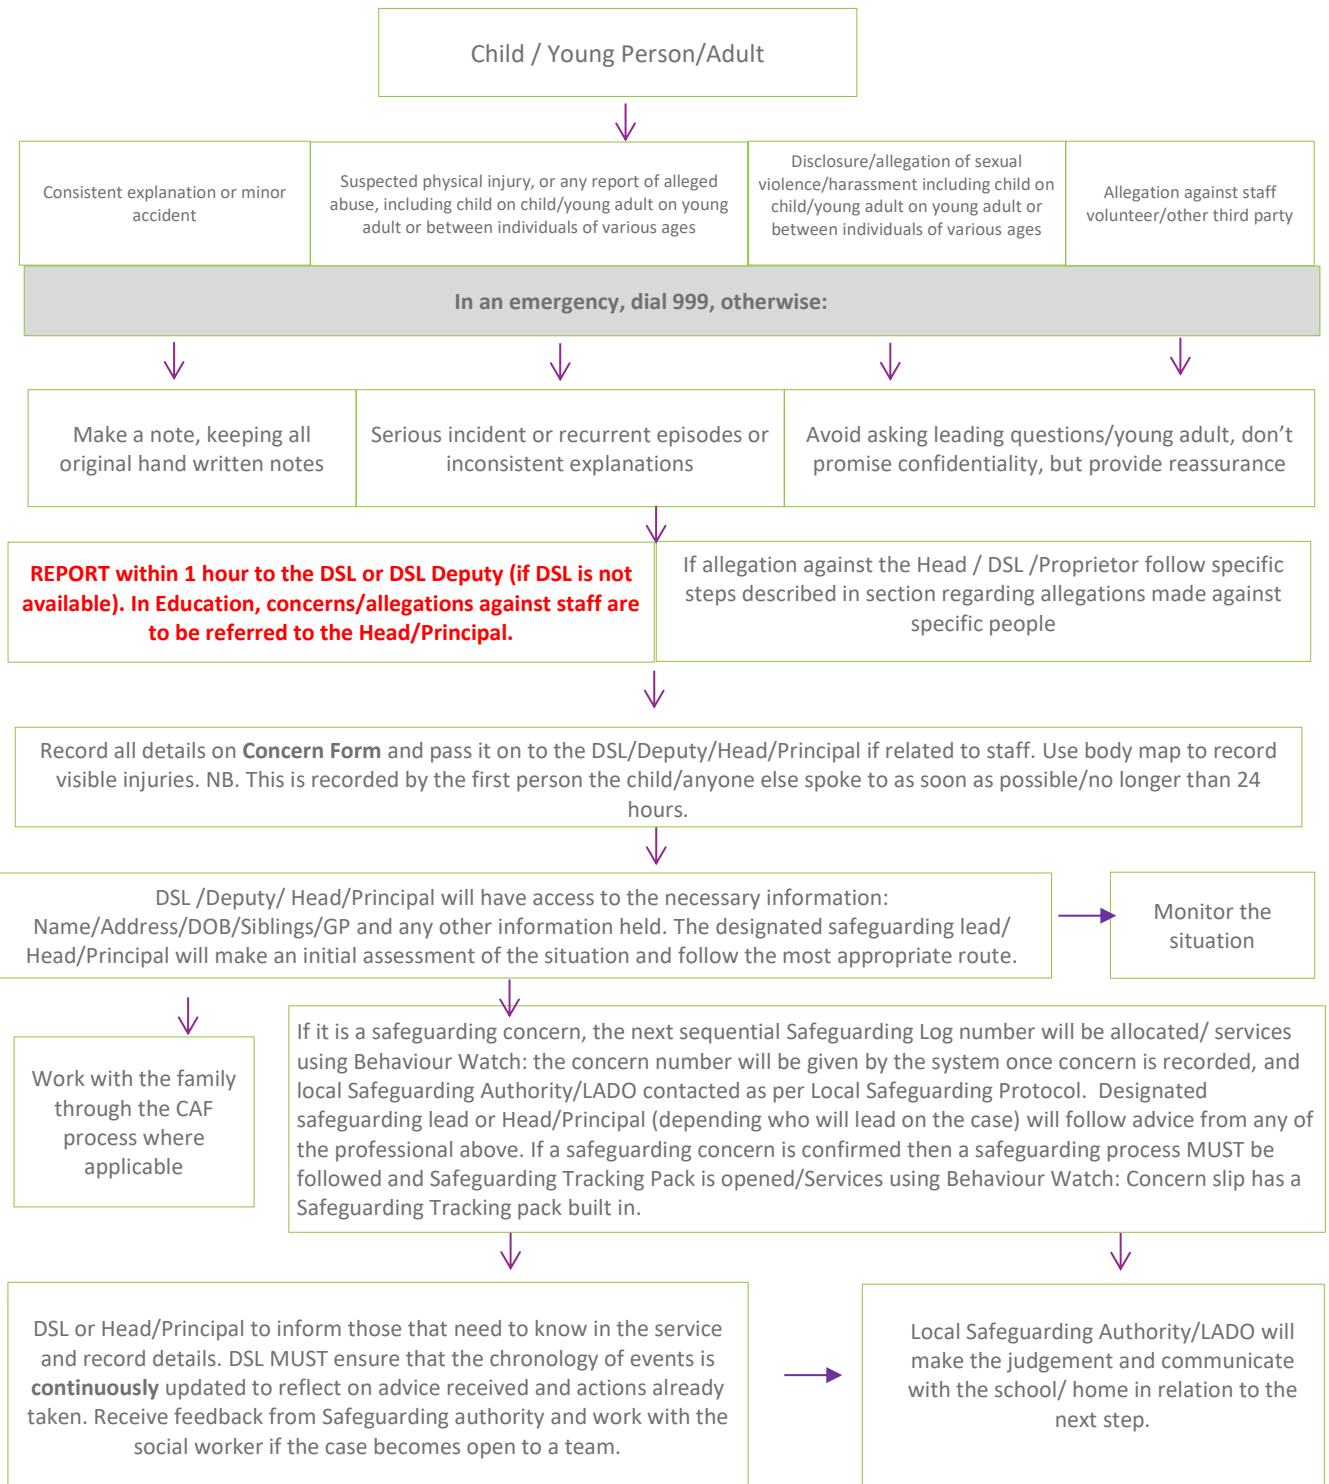 Child / Young Person/Adult
Consistent explanation or minor
accident
Suspected physical injury, or any report of alleged
abuse, including child on child/young adult on young
adult or between individuals of various ages
Disclosure/allegation of sexual
violence/harassment including child on
child/young adult on young adult or
between individuals of various ages
Allegation against staff
volunteer/other third party
In an emergency, dial 999, otherwise:
Make a note, keeping all
original hand written notes
Serious incident or recurrent episodes or
inconsistent explanations
Avoid asking leading questions/young adult, don’t
promise confidentiality, but provide reassurance
REPORT within 1 hour to the DSL or DSL Deputy (if DSL is not
available). In Education, concerns/allegations against staff are
to be referred to the Head/Principal.
If allegation against the Head / DSL /Proprietor follow specific
steps described in section regarding allegations made against
specific people
Record all details on Concern Form and pass it on to the DSL/Deputy/Head/Principal if related to staff. Use body map to record
visible injuries. NB. This is recorded by the first person the child/anyone else spoke to as soon as possible/no longer than 24
hours.
DSL /Deputy/ Head/Principal will have access to the necessary information:
Name/Address/DOB/Siblings/GP and any other information held. The designated safeguarding lead/
Head/Principal will make an initial assessment of the situation and follow the most appropriate route.
Monitor the
situation
Work with the family
through the CAF
process where
applicable
If it is a safeguarding concern, the next sequential Safeguarding Log number will be allocated/ services
using Behaviour Watch: the concern number will be given by the system once concern is recorded, and
local Safeguarding Authority/LADO contacted as per Local Safeguarding Protocol.  Designated
safeguarding lead or Head/Principal (depending who will lead on the case) will follow advice from any of
the professional above. If a safeguarding concern is confirmed then a safeguarding process MUST be
followed and Safeguarding Tracking Pack is opened/Services using Behaviour Watch: Concern slip has a
Safeguarding Tracking pack built in.
DSL or Head/Principal to inform those that need to know in the service
and record details. DSL MUST ensure that the chronology of events is
continuously updated to reflect on advice received and actions already
taken. Receive feedback from Safeguarding authority and work with the
social worker if the case becomes open to a team.
Local Safeguarding Authority/LADO will
make the judgement and communicate
with the school/ home in relation to the
next step.